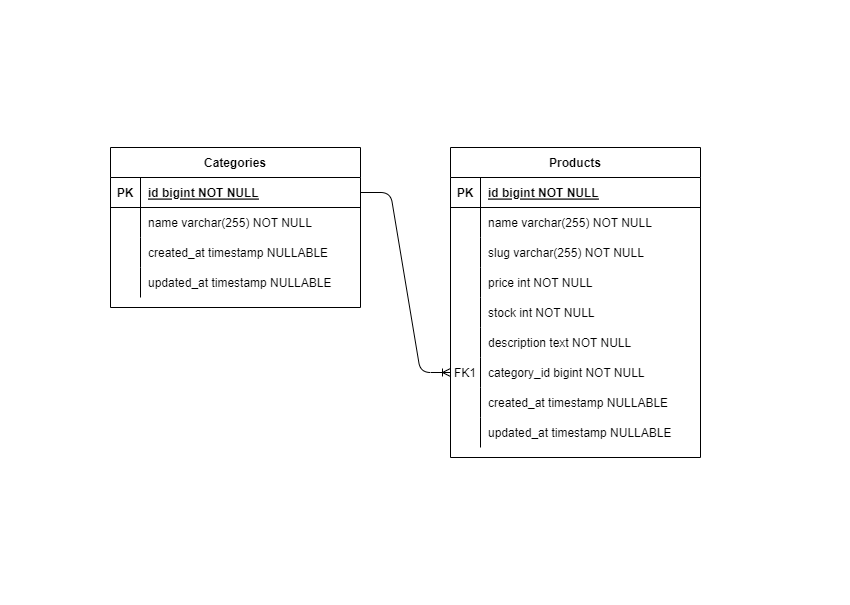 Categories
PK id bigint NOT NULL
name varchar(255) NOT NULL
created_at timestamp NULLABLE
updated_at timestamp NULLABLE
Products
PK id bigint NOT NULL
name varchar(255) NOT NULL
slug varchar(255) NOT NULL
price int NOT NULL
stock int NOT NULL
description text NOT NULL
FK1 category_id bigint NOT NULL
created_at timestamp NULLABLE
updated_at timestamp NULLABLE